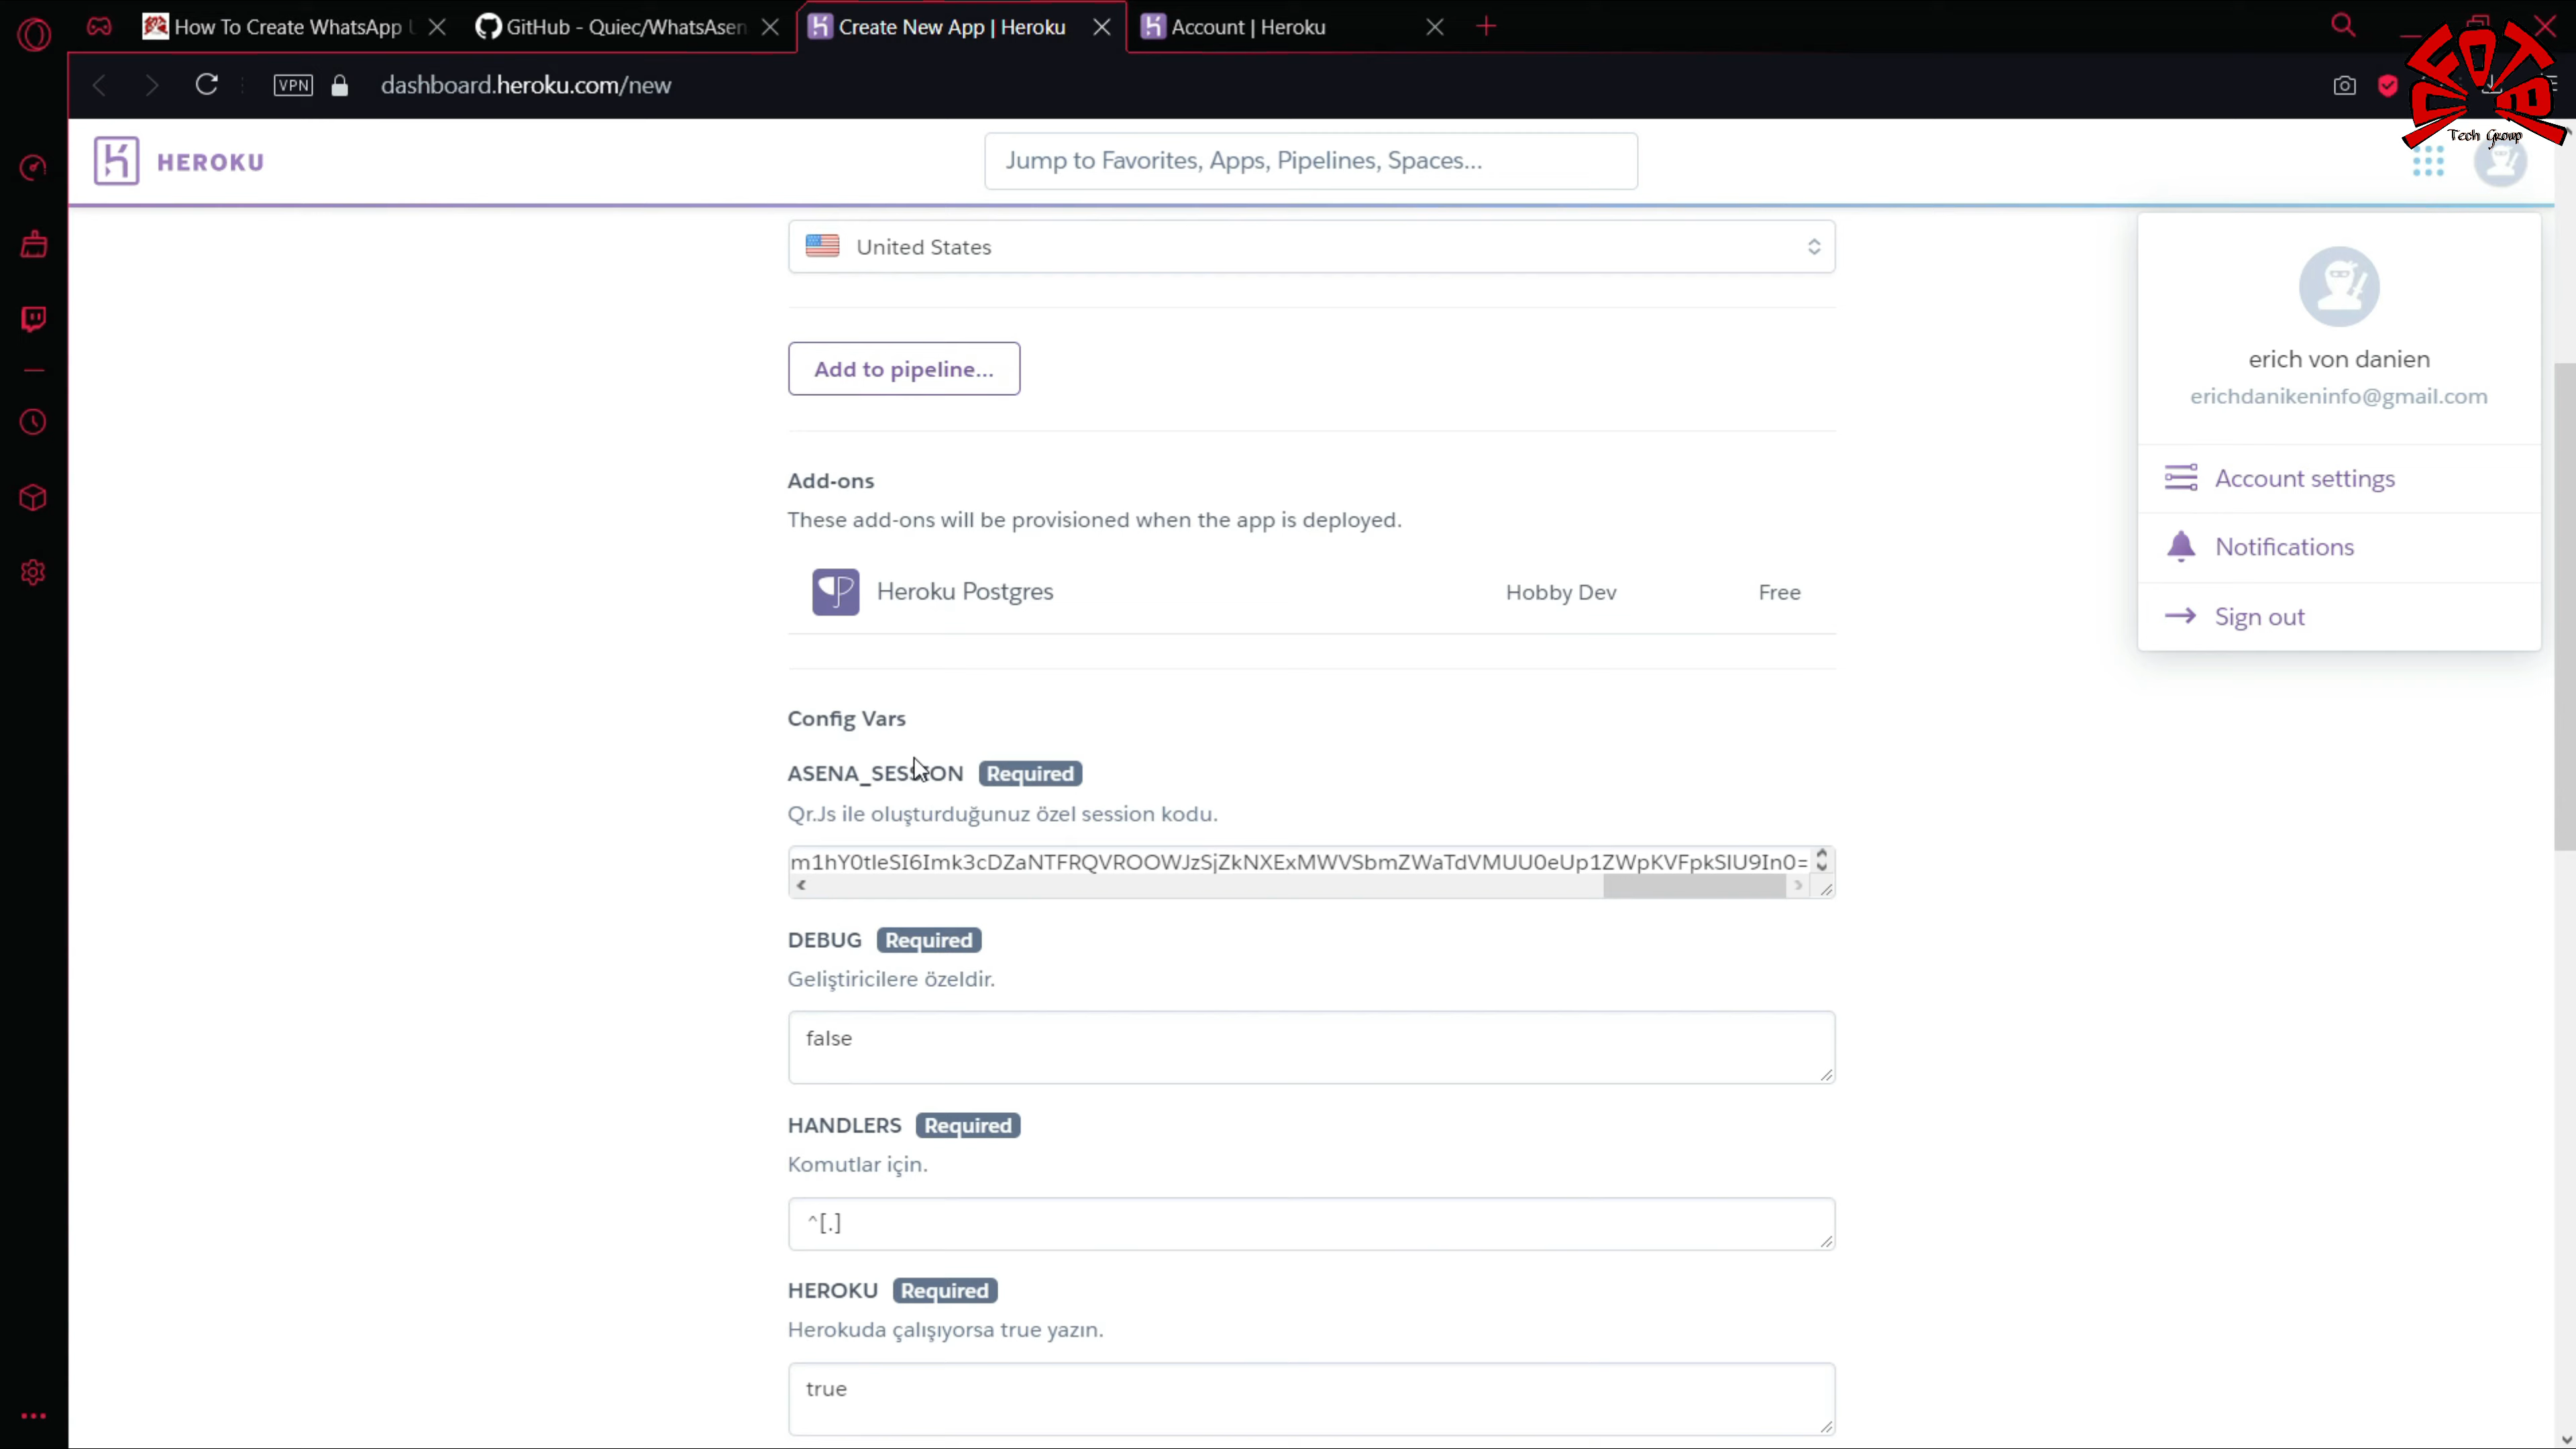 How To Create WhatsApp U
GitHub - Quiec/WhatsAsen
Create New App | Heroku
Account | Heroku
VPN
dashboard.heroku.com/new
Tech Group
HEROKU
Jump to Favorites, Apps, Pipelines, Spaces...
United States
Add to pipeline...
erich von danien
erichdanikeninfo@gmail.com
Account settings
Notifications
Sign out
Add-ons
These add-ons will be provisioned when the app is deployed.
Heroku Postgres Hobby Dev Free
Config Vars
ASENA_SESSION Required
Qr.Js ile oluşturduğunuz özel session kodu.
DEBUG Required
Geliştiricilere özeldir.
false
HANDLERS Required
Komutlar için.
^[.]
HEROKU Required
Herokuda çalışıyorsa true yazın.
true